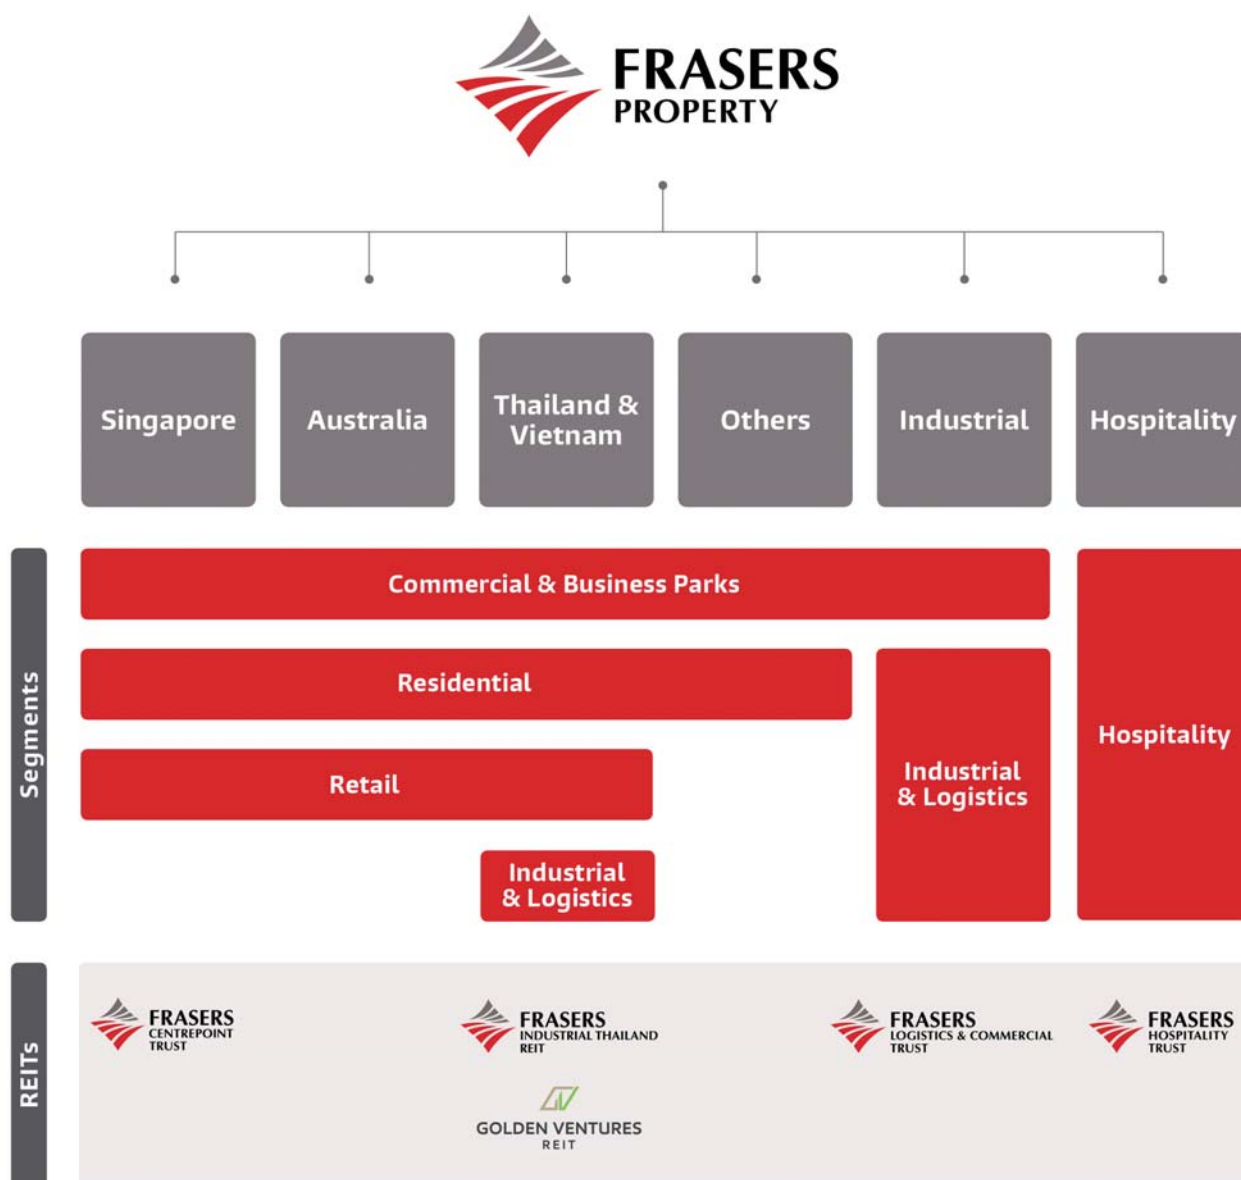 FRASERS
PROPERTY
Singapore
Australia
Thailand &
Vietnam
Others
Industrial
Hospitality
Segments
Commercial & Business Parks
Residential
Retail
Industrial
& Logistics
Industrial
& Logistics
Hospitality
REITs
FRASERS
CENTREPOINT
TRUST
FRASERS
INDUSTRIAL THAILAND
REIT
GOLDEN VENTURES
REIT
FRASERS
LOGISTICS & COMMERCIAL
TRUST
FRASERS
HOSPITALITY
TRUST